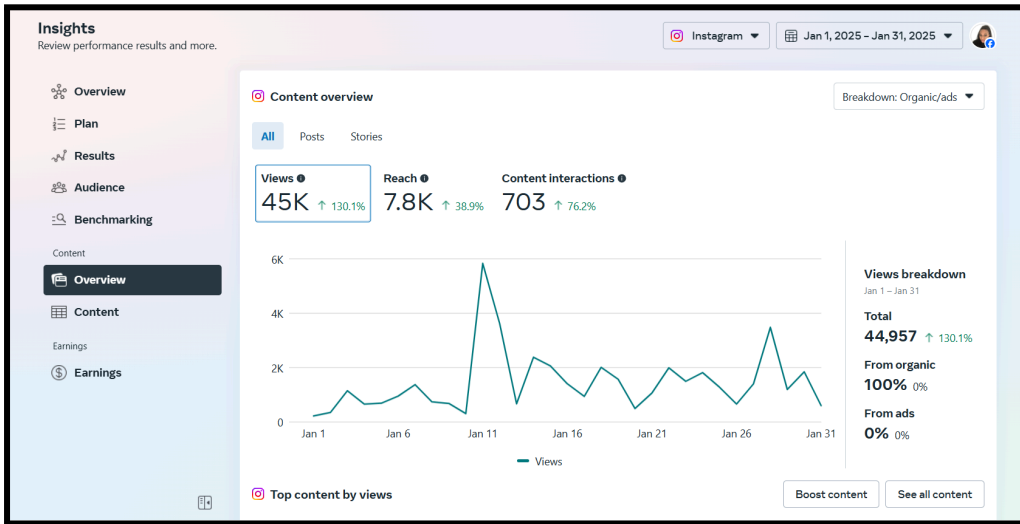 Insights
Review performance results and more.
Instagram
Jan 1, 2025 – Jan 31, 2025
Overview
Plan
Results
Audience
Benchmarking
Content
Overview
Content
Earnings
Earnings
Content overview
Breakdown: Organic/ads
All Posts Stories
Views Reach Content interactions
45K ↑ 130.1% 7.8K ↑ 38.9% 703 ↑ 76.2%
6K
4K
2K
0
Jan 1 Jan 6 Jan 11 Jan 16 Jan 21 Jan 26 Jan 31
Views
Views breakdown
Jan 1 – Jan 31
Total
44,957 ↑ 130.1%
From organic
100% 0%
From ads
0% 0%
Top content by views
Boost content
See all content